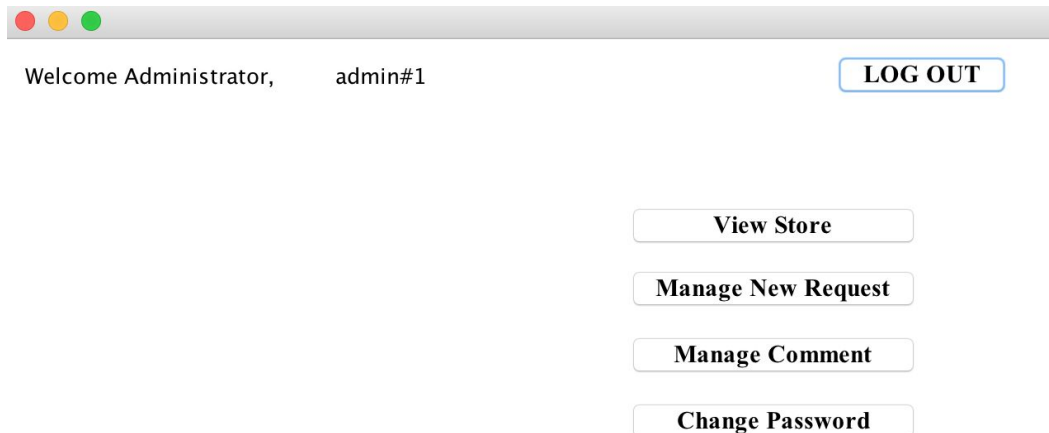 Welcome Administrator, admin#1 LOG OUT
View Store
Manage New Request
Manage Comment
Change Password